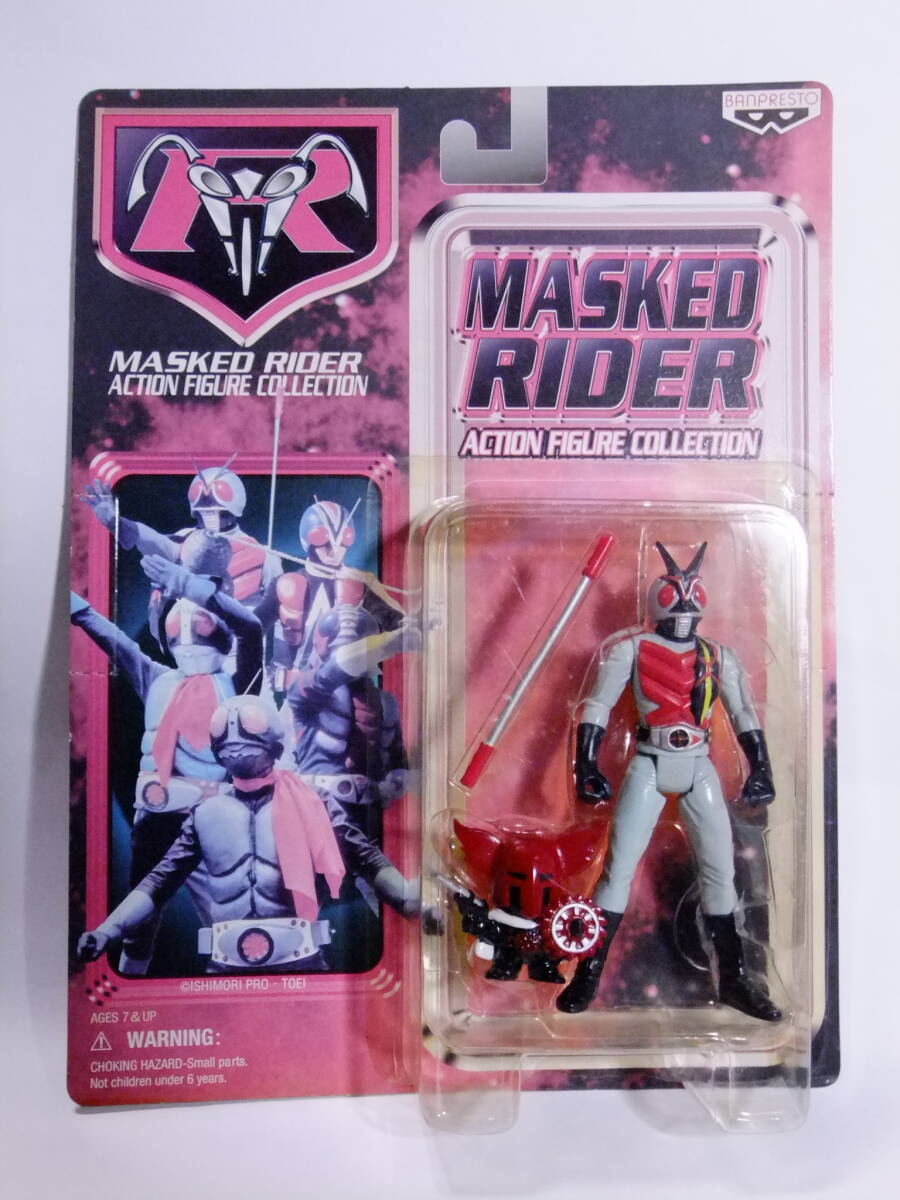 BANPRESTO
R
MASKED RIDER
ACTION FIGURE COLLECTION
MASKED
RIDER
ACTION FIGURE COLLECTION
©ISHIMORI PRO - TOEI
AGES 7 & UP
⚠ WARNING:
CHOKING HAZARD-Small parts.
Not children under 6 years.